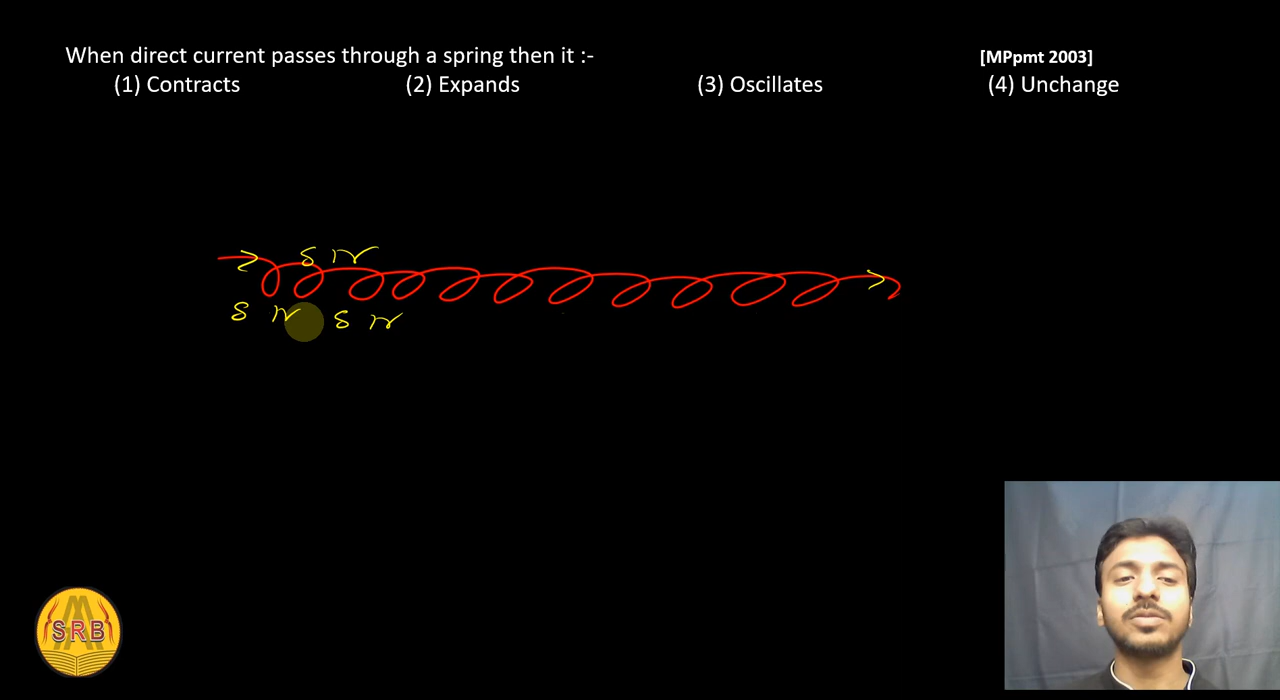 When direct current passes through a spring then it :- [MPpmt 2003]
(1) Contracts (2) Expands (3) Oscillates (4) Unchange
S N
S N S N
SRB